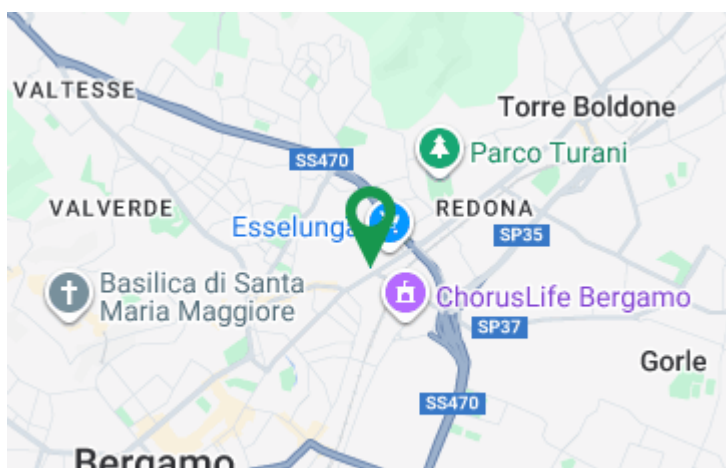 VALTESSE
Torre Boldone
SS470
Parco Turani
VALVERDE
REDONA
Esselunga
SP35
Basilica di Santa
Maria Maggiore
ChorusLife Bergamo
SP37
Gorle
SS470
Bergamo